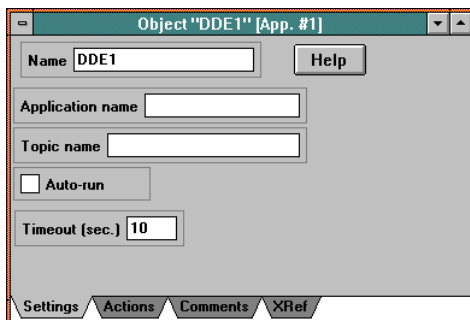 Object "DDE1" [App. #1]
Name DDE1 Help
Application name
Topic name
Auto-run
Timeout (sec.) 10
Settings Actions Comments XRef